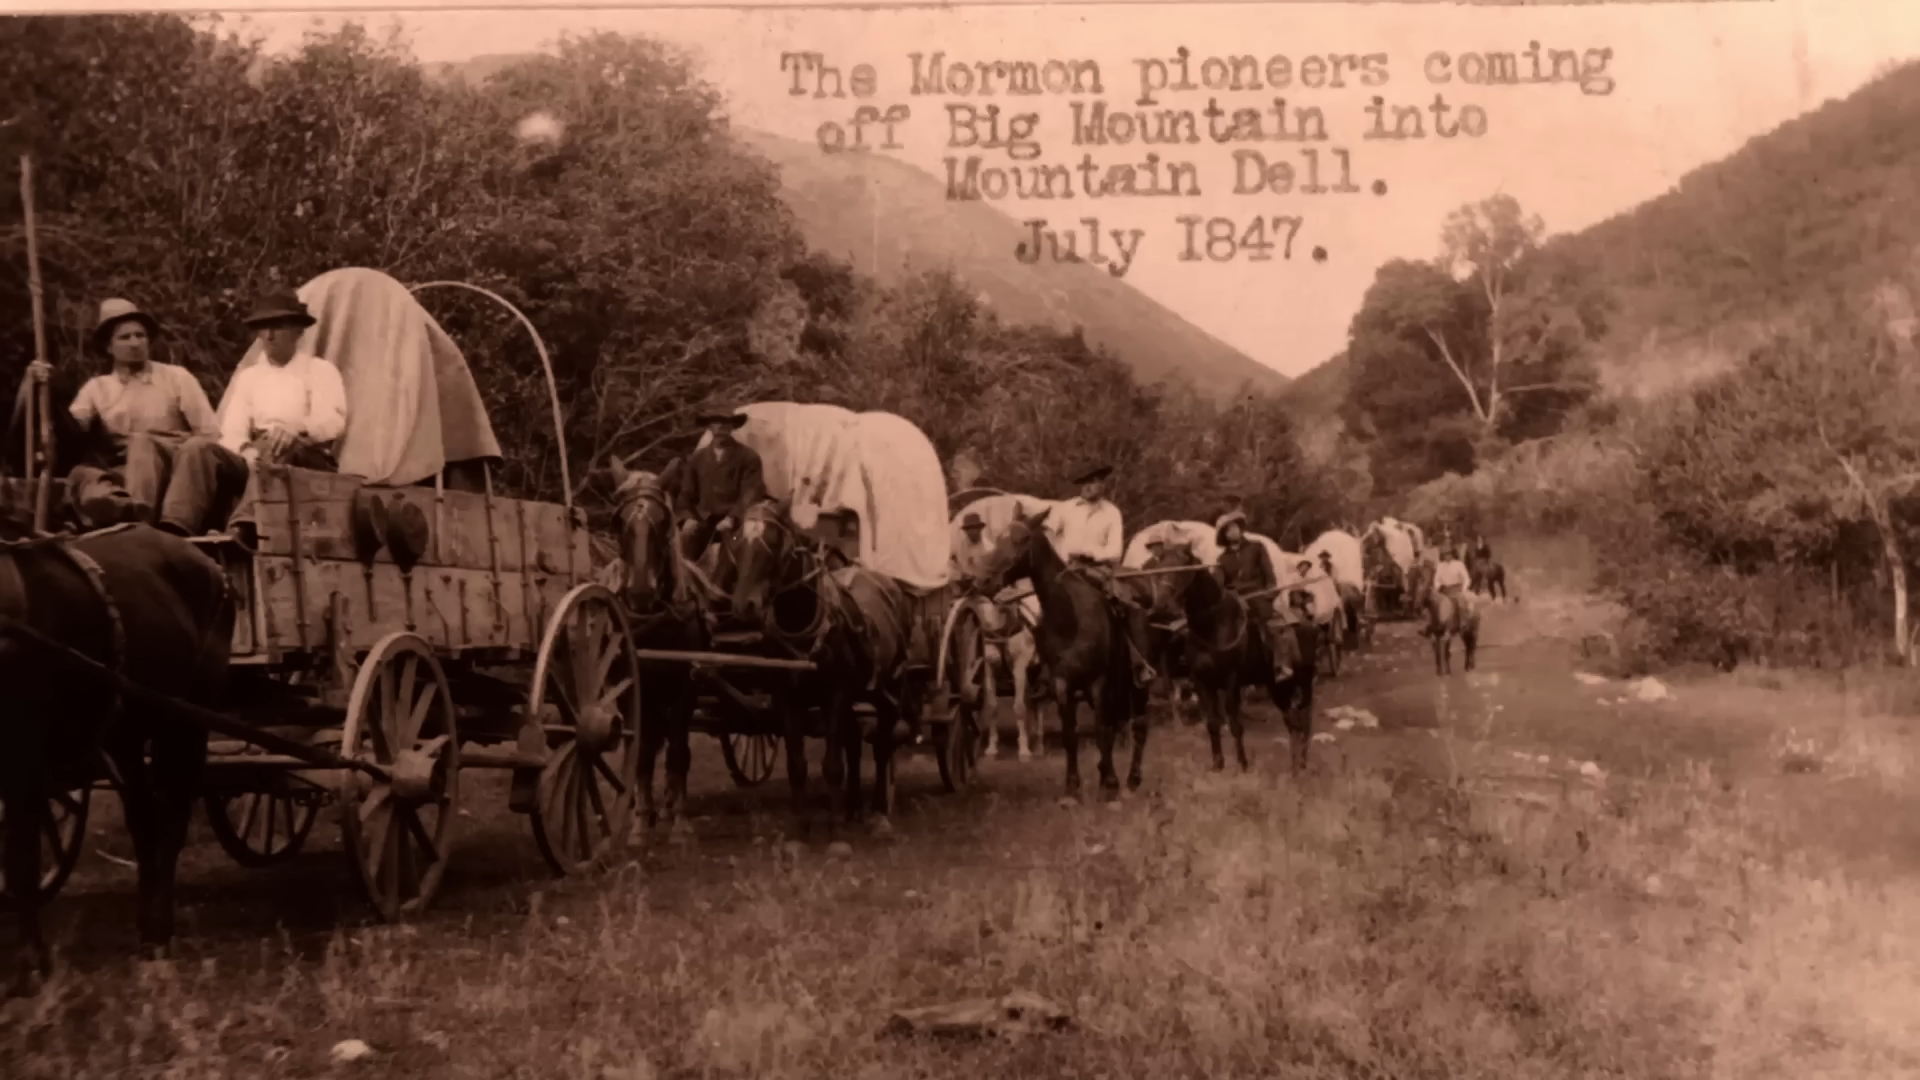 The Mormon pioneers coming
off Big Mountain into
Mountain Dell.
July 1847.